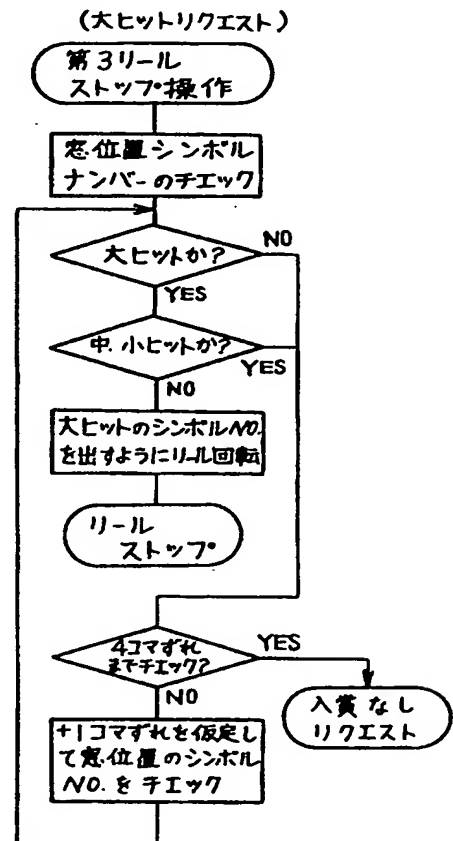 (大ヒットリクエスト)
第3リール
ストップ操作
窓位置シンボル
ナンバーのチェック
大ヒットか?
NO
YES
中.小ヒットか?
YES
NO
大ヒットのシンボルNO.
を出すようにリール回転
リール
ストップ
4コマずれ
までチェック?
YES
NO
入賞なし
リクエスト
+1コマずれを仮定し
て窓位置のシンボル
NO.をチェック